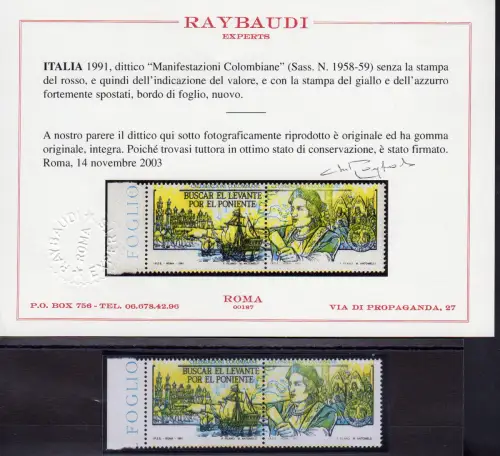 RAYBAUDI
EXPERTS
ITALIA 1991, dittico “Manifestazioni Colombiane” (Sass. N. 1958-59) senza la stampa
del rosso, e quindi dell'indicazione del valore, e con la stampa del giallo e dell'azzurro
fortemente spostati, bordo di foglio, nuovo.
A nostro parere il dittico qui sotto fotograficamente riprodotto è originale ed ha gomma
originale, integra. Poiché trovasi tuttora in ottimo stato di conservazione, è stato firmato.
Roma, 14 novembre 2003
FOGLIO
BUSCAR EL LEVANTE
POR EL PONIENTE
RAYBAUDI
ROMA
EXPERTS
P.O. BOX 756 - TEL. 06.678.42.96
ROMA
00187
VIA DI PROPAGANDA, 27
FOGLIO
BUSCAR EL LEVANTE
POR EL PONIENTE